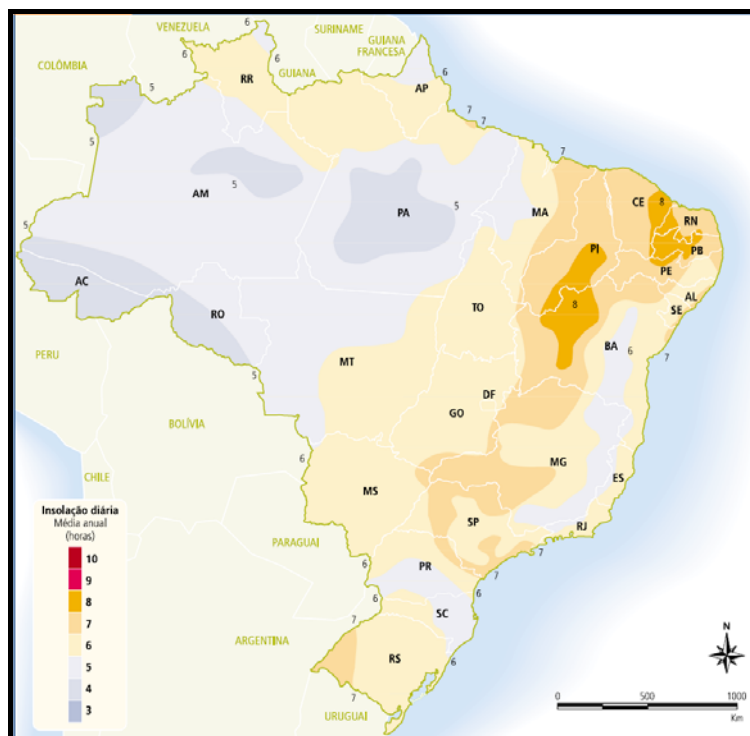 VENEZUELA
6
SURINAME
GUIANA
FRANCESA
COLÔMBIA
6
6
GUIANA
RR
5
6
AP
7
7
5
7
AM
5
PA
5
MA
CE
8
RN
PI
PB
5
PE
AC
RO
TO
8
AL
SE
BA
6
7
5
PERU
MT
DF
GO
BOLÍVIA
6
MG
ES
CHILE
MS
SP
RJ
7
7
PARAGUAI
6
PR
6
6
7
SC
ARGENTINA
RS
6
7
URUGUAI
Insolação diária
Média anual
(horas)
10
9
8
7
6
5
4
3
N
0 500 1000
Km